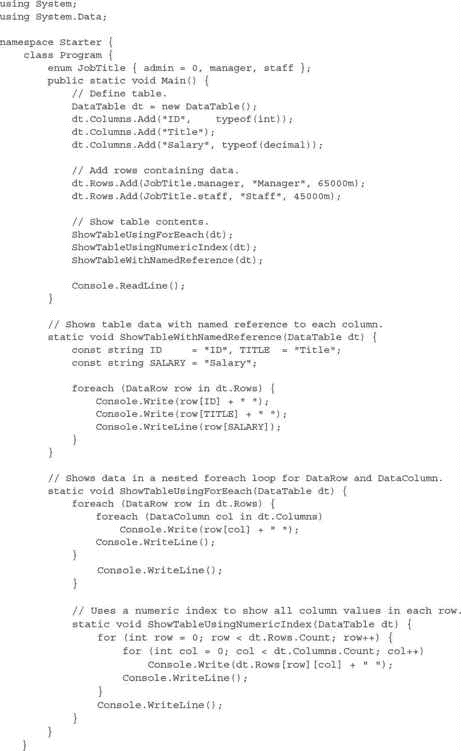 using System;
using System.Data;

namespace Starter {
    class Program {
        enum JobTitle { admin = 0, manager, staff };
        public static void Main() {
            // Define table.
            DataTable dt = new DataTable();
            dt.Columns.Add("ID",    typeof(int));
            dt.Columns.Add("Title");
            dt.Columns.Add("Salary", typeof(decimal));

            // Add rows containing data.
            dt.Rows.Add(JobTitle.manager, "Manager", 65000m);
            dt.Rows.Add(JobTitle.staff, "Staff", 45000m);

            // Show table contents.
            ShowTableUsingForEeach(dt);
            ShowTableUsingNumericIndex(dt);
            ShowTableWithNamedReference(dt);

            Console.ReadLine();
        }

        // Shows table data with named reference to each column.
        static void ShowTableWithNamedReference(DataTable dt) {
            const string ID     = "ID", TITLE  = "Title";
            const string SALARY = "Salary";

            foreach (DataRow row in dt.Rows) {
                Console.Write(row[ID] + " ");
                Console.Write(row[TITLE] + " ");
                Console.WriteLine(row[SALARY]);
            }
        }

        // Shows data in a nested foreach loop for DataRow and DataColumn.
        static void ShowTableUsingForEeach(DataTable dt) {
            foreach (DataRow row in dt.Rows) {
                foreach (DataColumn col in dt.Columns)
                    Console.Write(row[col] + " ");
                Console.WriteLine();
            }
                Console.WriteLine();
            }

            // Uses a numeric index to show all column values in each row.
            static void ShowTableUsingNumericIndex(DataTable dt) {
                for (int row = 0; row < dt.Rows.Count; row++) {
                    for (int col = 0; col < dt.Columns.Count; col++)
                        Console.Write(dt.Rows[row][col] + " ");
                    Console.WriteLine();
                }
                Console.WriteLine();
            }
        }
    }